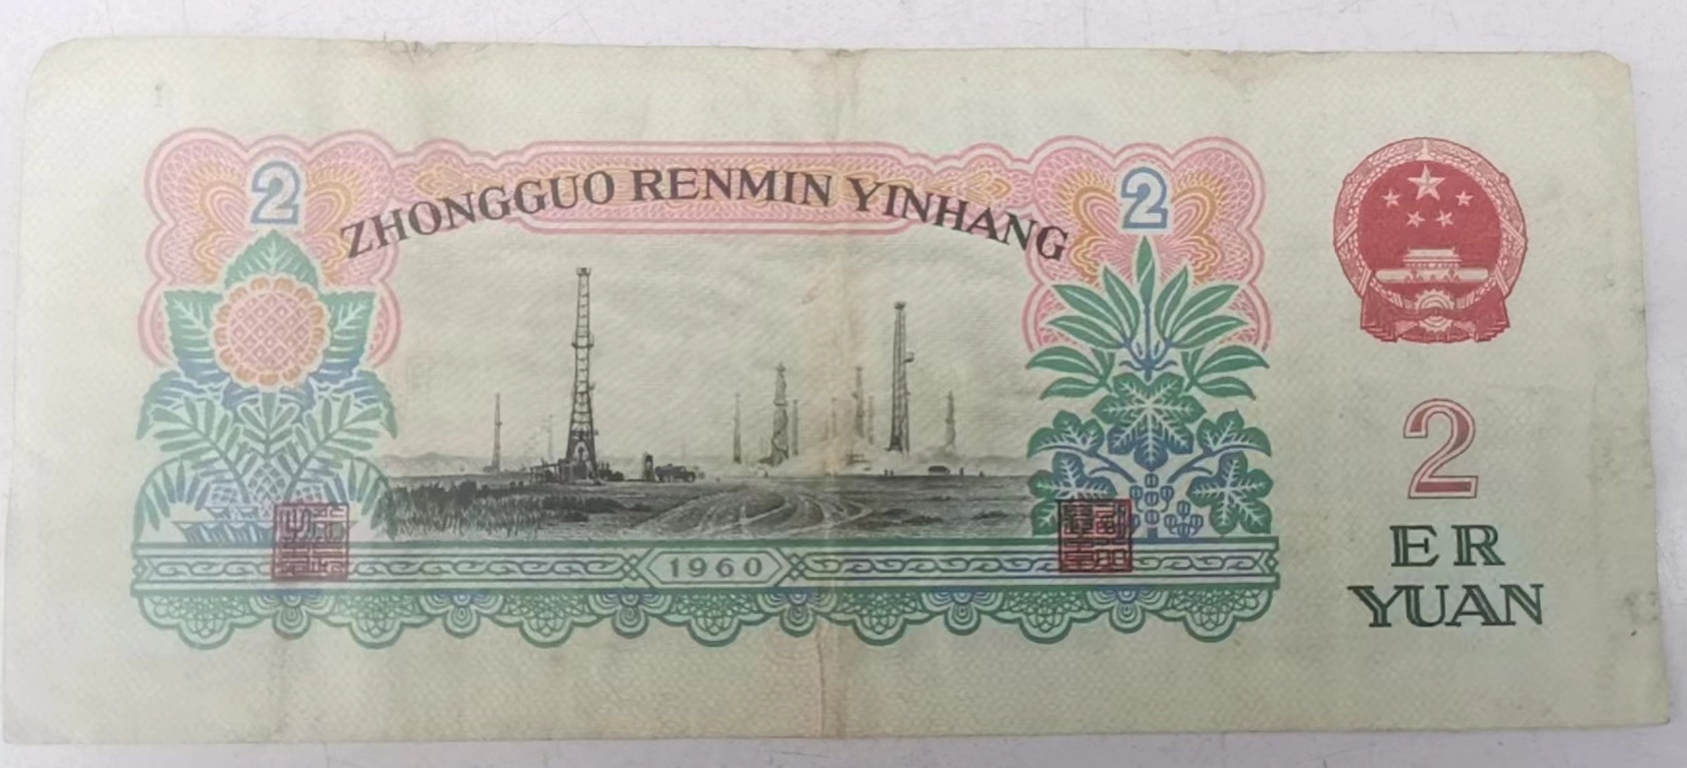 2
2
ZHONGGUO RENMIN YINHANG
2
ER
YUAN
1960